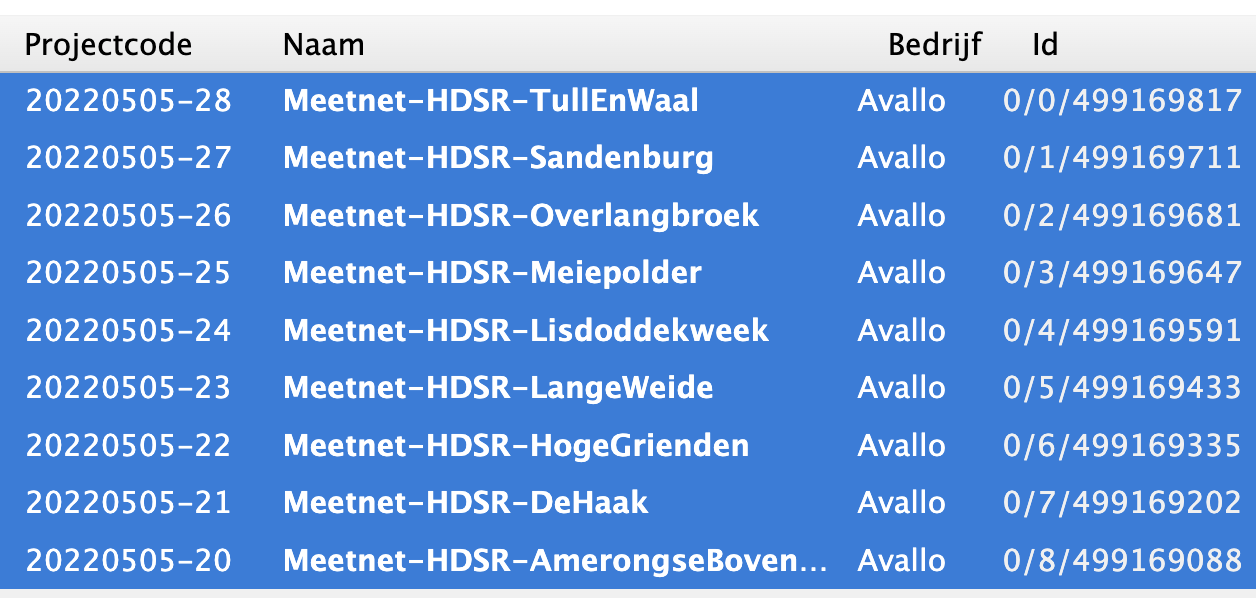 Projectcode Naam Bedrijf Id
20220505-28 Meetnet-HDSR-TullEnWaal Avallo 0/0/499169817
20220505-27 Meetnet-HDSR-Sandenburg Avallo 0/1/499169711
20220505-26 Meetnet-HDSR-Overlangbroek Avallo 0/2/499169681
20220505-25 Meetnet-HDSR-Meiepolder Avallo 0/3/499169647
20220505-24 Meetnet-HDSR-Lisdoddekweek Avallo 0/4/499169591
20220505-23 Meetnet-HDSR-LangeWeide Avallo 0/5/499169433
20220505-22 Meetnet-HDSR-HogeGrienden Avallo 0/6/499169335
20220505-21 Meetnet-HDSR-DeHaak Avallo 0/7/499169202
20220505-20 Meetnet-HDSR-AmerongseBoven... Avallo 0/8/499169088